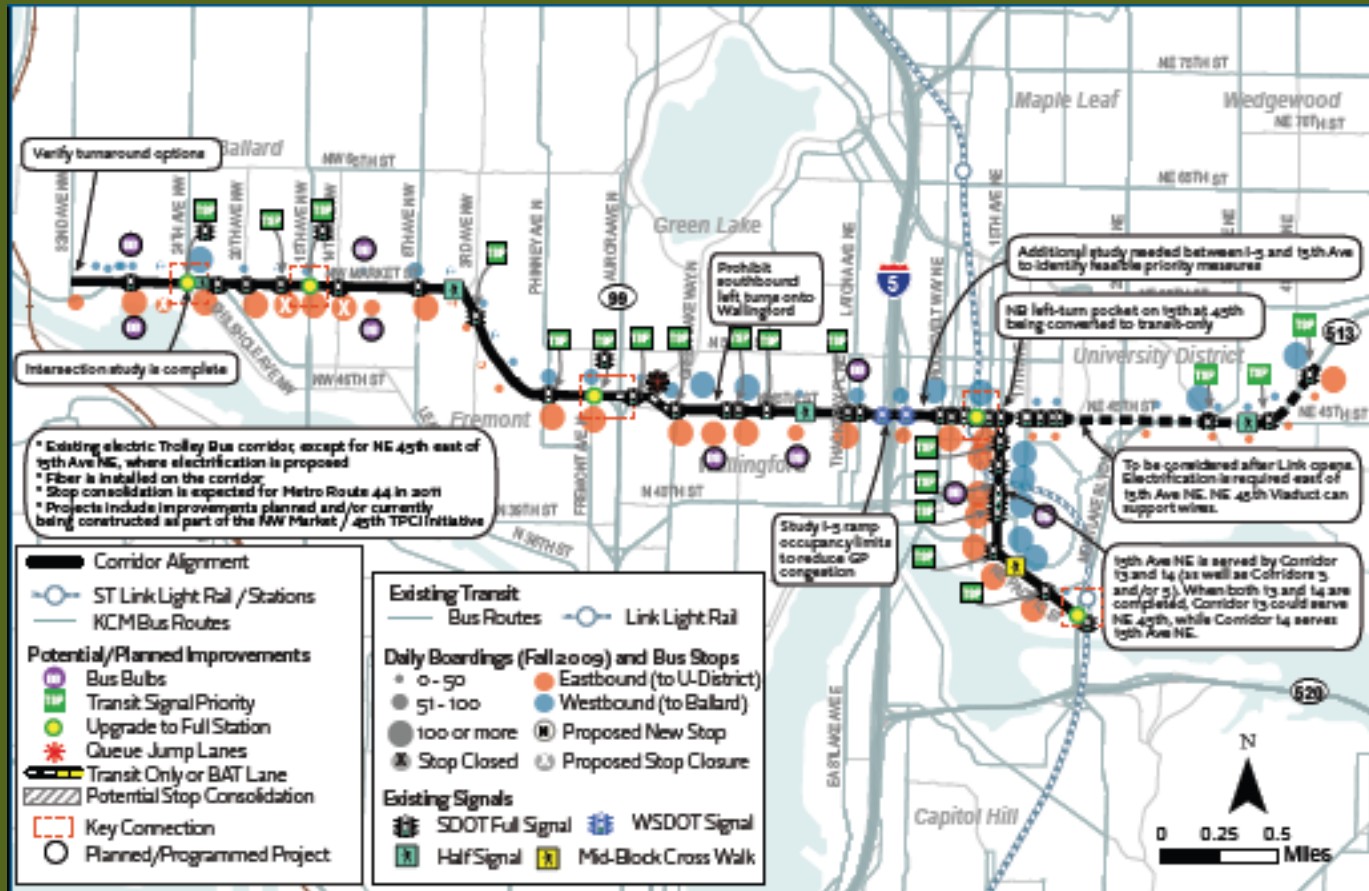 NE 75TH ST
Maple Leaf
Wedgewood
NE 70TH ST
Verify turnaround options
Ballard
NW 65TH ST
NE 65TH ST
32ND AVE NW
24TH AVE NW
20TH AVE NW
15TH AVE NW
8TH AVE NW
3RD AVE NW
PHINNEY AVE N
AURORA AVE N
Green Lake
15TH AVE NE
NW MARKET ST
99
5
Prohibit
southbound
left turns onto
Wallingford
Additional study needed between I-5 and 15th Ave
to identify feasible priority measures
NB left-turn pocket on 15th at 45th
being converted to transit-only
University District
513
Intersection study is complete
NW 46TH ST
Fremont
FREMONT AVE N
Wallingford
N 40TH ST
N 39TH ST
N 36TH ST
NE 45TH ST
NE 45TH ST
* Existing electric Trolley Bus corridor, except for NE 45th east of
15th Ave NE, where electrification is proposed
* Fiber is installed on the corridor
* Stop consolidation is expected for Metro Route 44 in 2011
* Projects include improvements planned and/or currently
being constructed as part of the NW Market / 45th TPCI initiative
To be considered after Link opens.
Electrification is required east of
15th Ave NE. NE 45th Viaduct can
support wires.
Study I-5 ramp
occupancy limits
to reduce GP
congestion
15th Ave NE is served by Corridor
13 and 14 (as well as Corridors 3
and/or 5). When both 13 and 14 are
completed, Corridor 13 could serve
NE 45th, while Corridor 14 serves
15th Ave NE.
EASTLAKE AVE E
520
Capitol Hill
Corridor Alignment
ST Link Light Rail / Stations
KCM Bus Routes
Potential/Planned Improvements
Bus Bulbs
TSP Transit Signal Priority
Upgrade to Full Station
Queue Jump Lanes
Transit Only or BAT Lane
Potential Stop Consolidation
Key Connection
Planned/Programmed Project
Existing Transit
Bus Routes
Link Light Rail
Daily Boardings (Fall 2009) and Bus Stops
0 - 50
Eastbound (to U-District)
51 - 100
Westbound (to Ballard)
100 or more
N Proposed New Stop
X Stop Closed
X Proposed Stop Closure
Existing Signals
SDOT Full Signal
WSDOT Signal
Half Signal
Mid-Block Cross Walk
N
0 0.25 0.5
Miles